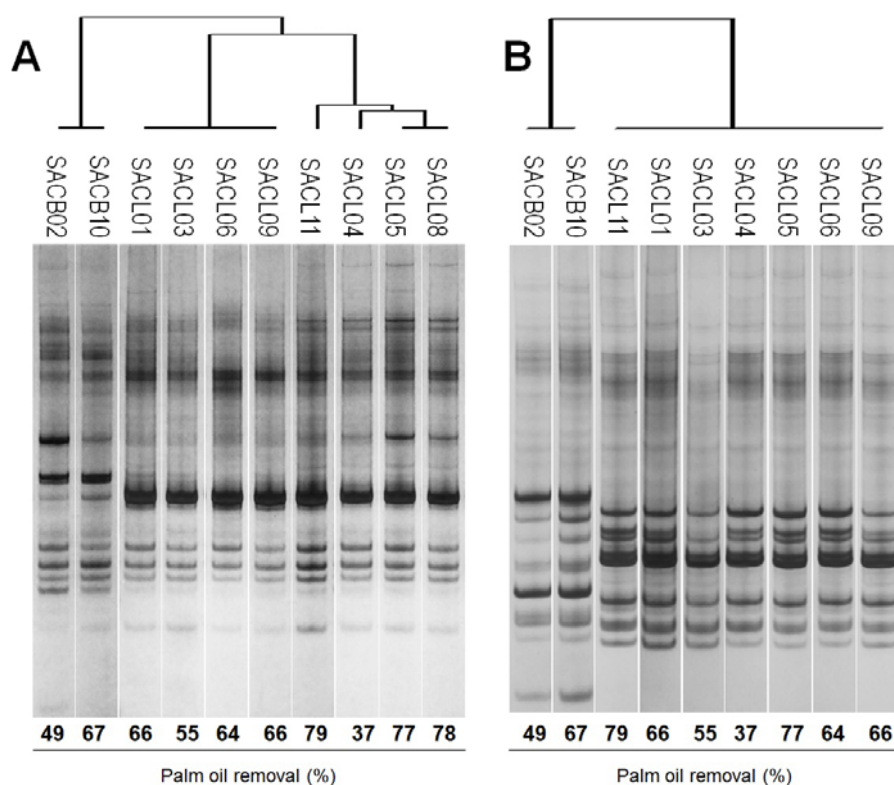 A
B
SACB02 SACB10 SACL01 SACL03 SACL06 SACL09 SACL11 SACL04 SACL05 SACL08
SACB02 SACB10 SACL11 SACL01 SACL03 SACL04 SACL05 SACL06 SACL09
49 67 66 55 64 66 79 37 77 78
49 67 79 66 55 37 77 64 66
Palm oil removal (%)
Palm oil removal (%)